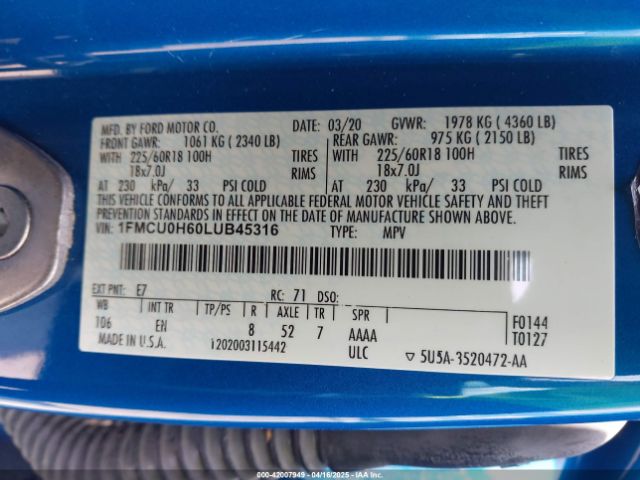 MFD. BY FORD MOTOR CO. DATE: 03/20 GVWR: 1978 KG ( 4360 LB)
FRONT GAWR: 1061 KG ( 2340 LB) REAR GAWR: 975 KG ( 2150 LB)
WITH 225/60R18 100H TIRES WITH 225/60R18 100H TIRES
18x7.0J RIMS 18x7.0J RIMS
AT 230 kPa/ 33 PSI COLD AT 230 kPa/ 33 PSI COLD
THIS VEHICLE CONFORMS TO ALL APPLICABLE FEDERAL MOTOR VEHICLE SAFETY AND THEFT
PREVENTION STANDARDS IN EFFECT ON THE DATE OF MANUFACTURE SHOWN ABOVE.
VIN: 1FMCU0H60LUB45316 TYPE: MPV
EXT PNT: E7 RC: 71 DSO:
WB INT TR TP/PS R AXLE TR SPR F0144
106 EN 8 52 7 AAAA T0127
MADE IN U.S.A. 1202003115442 ULC 5U5A-3520472-AA
000-42007949 - 04/16/2025 - IAA Inc.